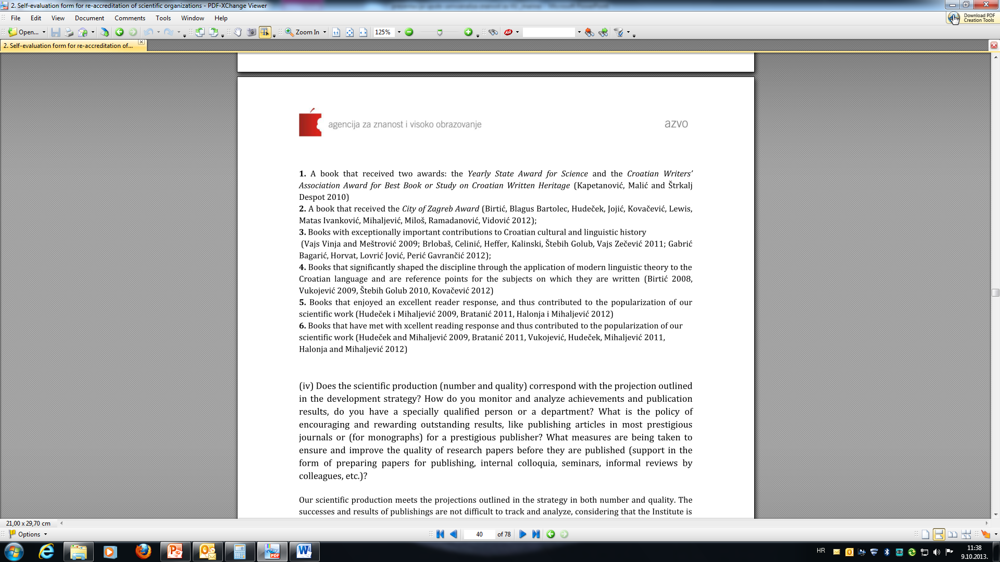 2. Self-evaluation form for re-accreditation of scientific organizations - PDF-XChange Viewer
File Edit View Document Comments Tools Window Help
Download PDF
Creation Tools
Open... Zoom In 125%
2. Self-evaluation form for re-accreditation of...
agencija za znanost i visoko obrazovanje azvo
1. A book that received two awards: the Yearly State Award for Science and the Croatian Writers’
Association Award for Best Book or Study on Croatian Written Heritage (Kapetanović, Malić and Štrkalj
Despot 2010)
2. A book that received the City of Zagreb Award (Birtić, Blagus Bartolec, Hudeček, Jojić, Kovačević, Lewis,
Matas Ivanković, Mihaljević, Miloš, Ramadanović, Vidović 2012);
3. Books with exceptionally important contributions to Croatian cultural and linguistic history
(Vajs Vinja and Meštrović 2009; Brlobaš, Celinić, Heffer, Kalinski, Štebih Golub, Vajs Zečević 2011; Gabrić
Bagarić, Horvat, Lovrić Jović, Perić Gavrančić 2012);
4. Books that significantly shaped the discipline through the application of modern linguistic theory to the
Croatian language and are reference points for the subjects on which they are written (Birtić 2008,
Vukojević 2009, Štebih Golub 2010, Kovačević 2012)
5. Books that enjoyed an excellent reader response, and thus contributed to the popularization of our
scientific work (Hudeček i Mihaljević 2009, Bratanić 2011, Halonja i Mihaljević 2012)
6. Books that have met with xcellent reading response and thus contributed to the popularization of our
scientific work (Hudeček and Mihaljević 2009, Bratanić 2011, Vukojević, Hudeček, Mihaljević 2011,
Halonja and Mihaljević 2012)
(iv) Does the scientific production (number and quality) correspond with the projection outlined
in the development strategy? How do you monitor and analyze achievements and publication
results, do you have a specially qualified person or a department? What is the policy of
encouraging and rewarding outstanding results, like publishing articles in most prestigious
journals or (for monographs) for a prestigious publisher? What measures are being taken to
ensure and improve the quality of research papers before they are published (support in the
form of preparing papers for publishing, internal colloquia, seminars, informal reviews by
colleagues, etc.)?
Our scientific production meets the projections outlined in the strategy in both number and quality. The
successes and results of publishings are not difficult to track and analyze, considering that the Institute is
21,00 x 29,70 cm
Options 40 of 78
HR 11:38
9.10.2013.